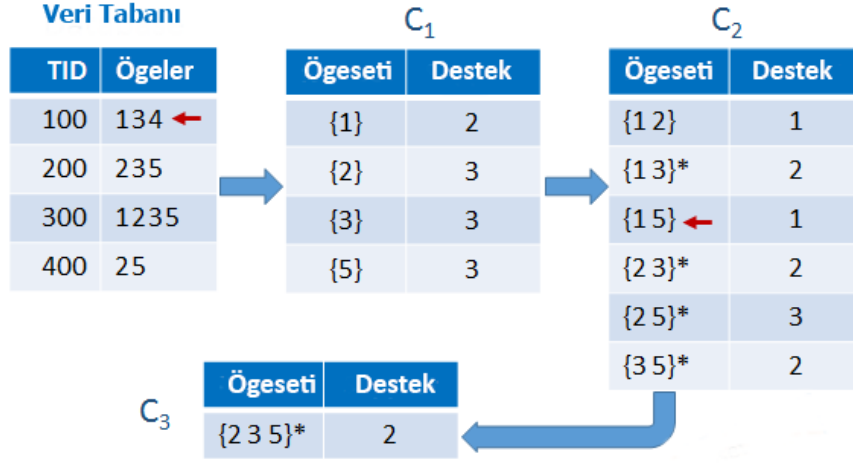 Veri Tabanı
TID Ögeler
100 134
200 235
300 1235
400 25
C1
Ögeseti Destek
{1} 2
{2} 3
{3} 3
{5} 3
C2
Ögeseti Destek
{1 2} 1
{1 3}* 2
{1 5} 1
{2 3}* 2
{2 5}* 3
{3 5}* 2
C3
Ögeseti Destek
{2 3 5}* 2